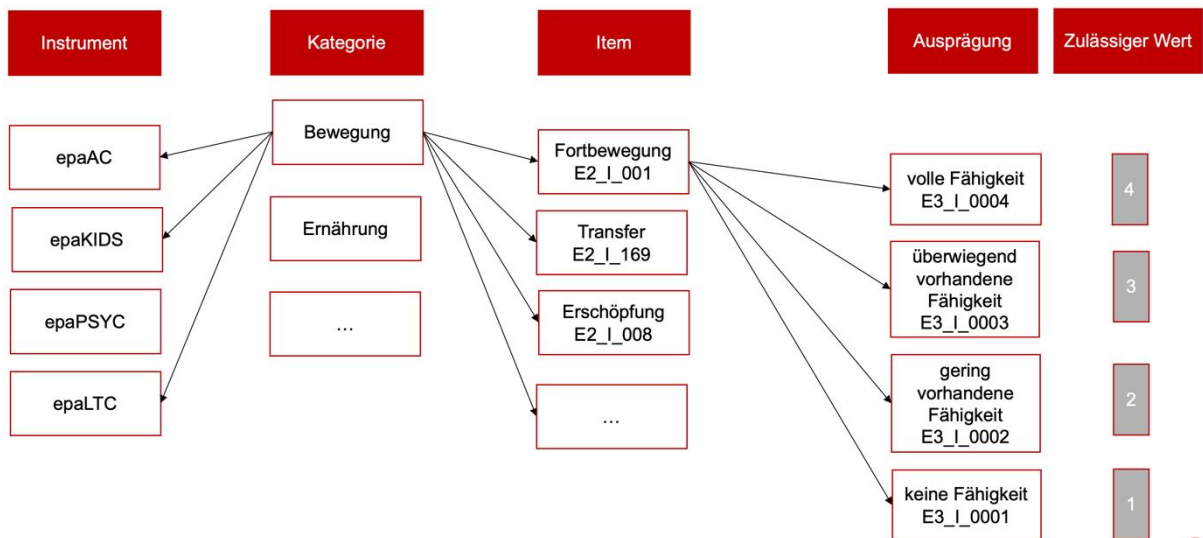 Instrument
Kategorie
Item
Ausprägung
Zulässiger Wert
epaAC
epaKIDS
epaPSYC
epaLTC
Bewegung
Ernährung
...
Fortbewegung
E2_I_001
Transfer
E2_I_169
Erschöpfung
E2_I_008
...
volle Fähigkeit
E3_I_0004
überwiegend
vorhandene
Fähigkeit
E3_I_0003
gering
vorhandene
Fähigkeit
E3_I_0002
keine Fähigkeit
E3_I_0001
4
3
2
1